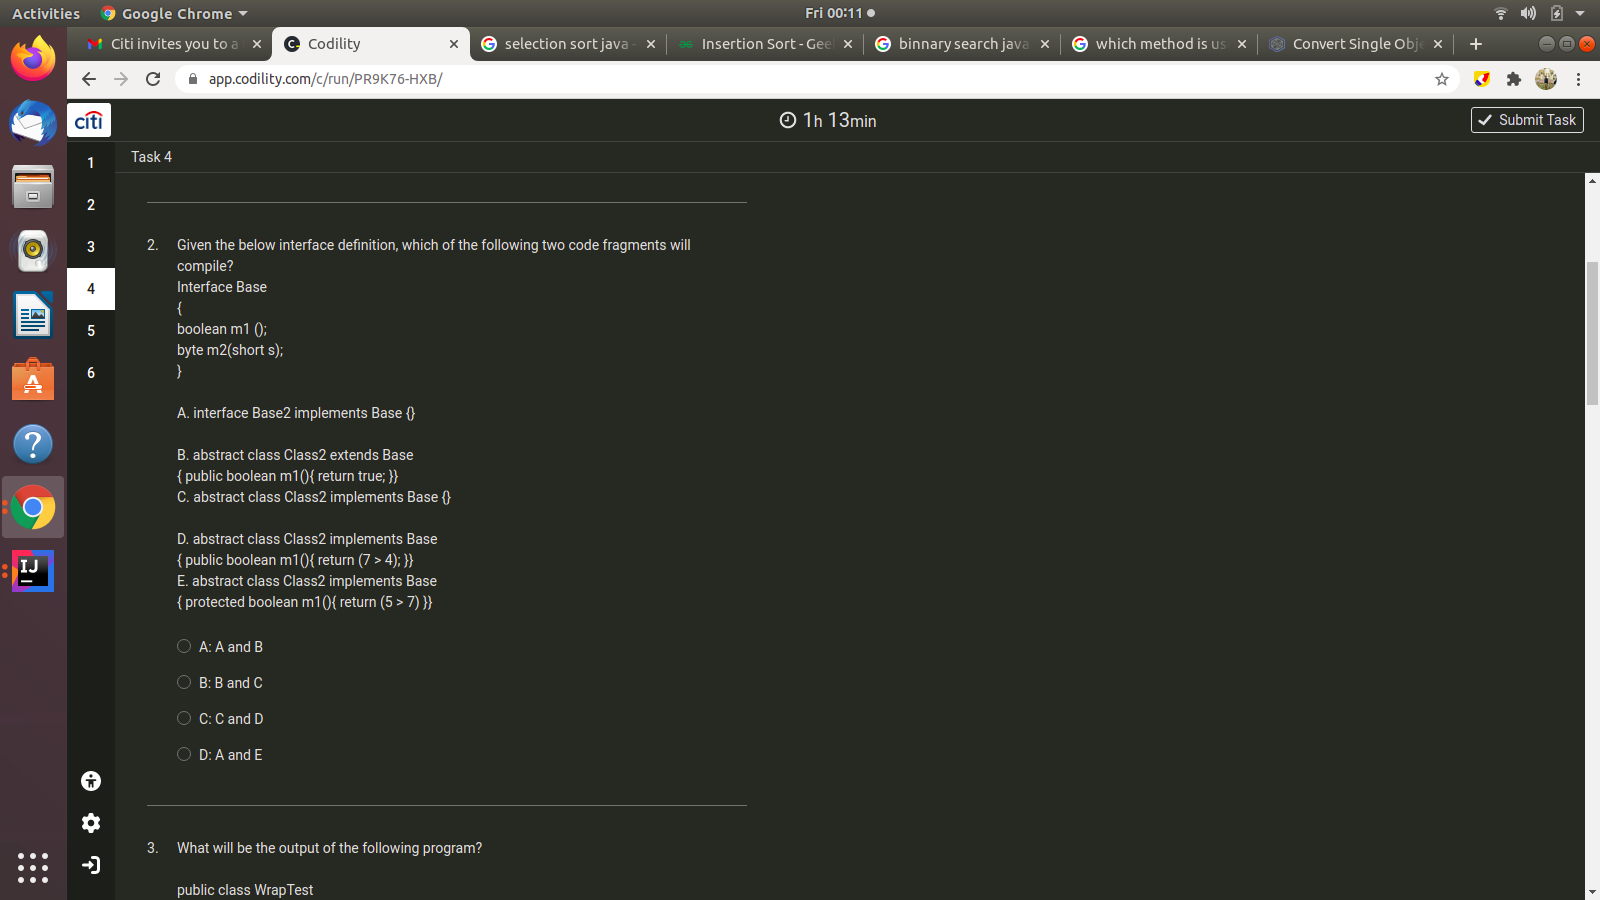 Activities
Google Chrome
Fri 00:11
Citi invites you to a
Codility
selection sort java -
Insertion Sort - Gee
binnary search java
which method is us
Convert Single Obje
app.codility.com/c/run/PR9K76-HXB/
citi
1h 13min
Submit Task
1
2
3
4
5
6
Task 4
2. Given the below interface definition, which of the following two code fragments will
compile?
Interface Base
{
boolean m1 ();
byte m2(short s);
}
A. interface Base2 implements Base {}
B. abstract class Class2 extends Base
{ public boolean m1(){ return true; }}
C. abstract class Class2 implements Base {}
D. abstract class Class2 implements Base
{ public boolean m1(){ return (7 > 4); }}
E. abstract class Class2 implements Base
{ protected boolean m1(){ return (5 > 7) }}
A: A and B
B: B and C
C: C and D
D: A and E
3. What will be the output of the following program?
public class WrapTest